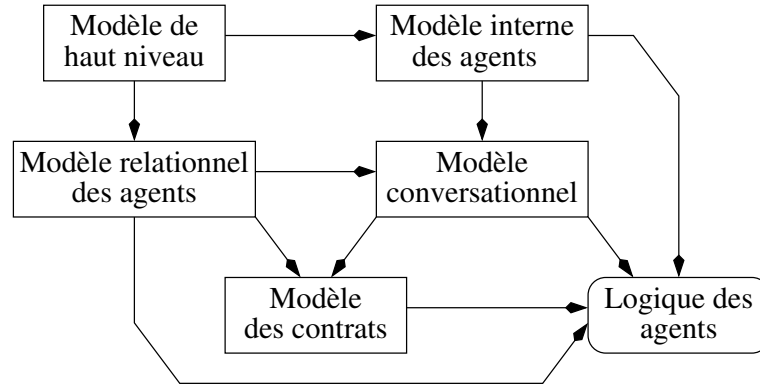 Modèle de
haut niveau
Modèle interne
des agents
Modèle relationnel
des agents
Modèle
conversationnel
Modèle
des contrats
Logique des
agents